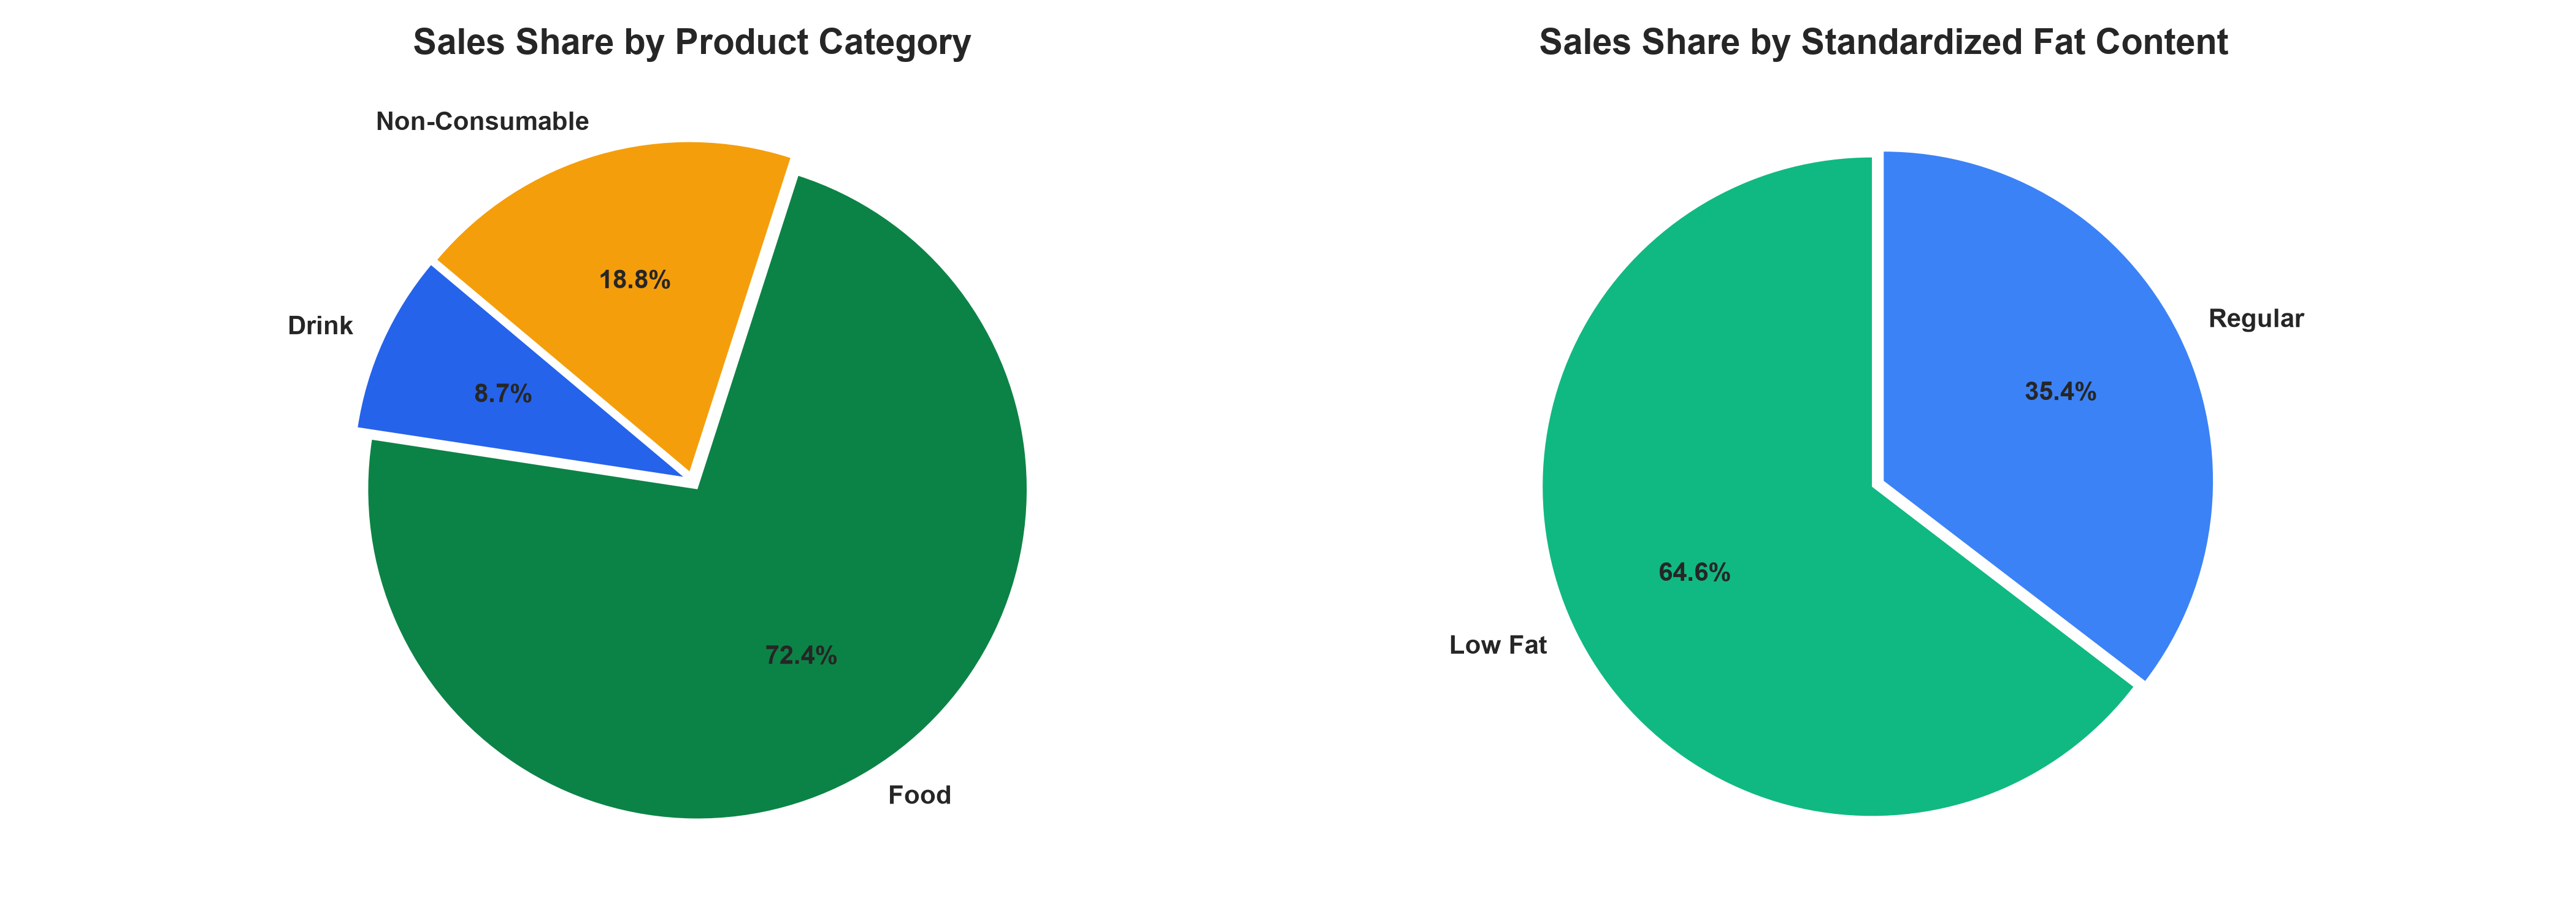 Sales Share by Product Category
Non-Consumable
18.8%
Drink
8.7%
72.4%
Food
Sales Share by Standardized Fat Content
Regular
35.4%
64.6%
Low Fat